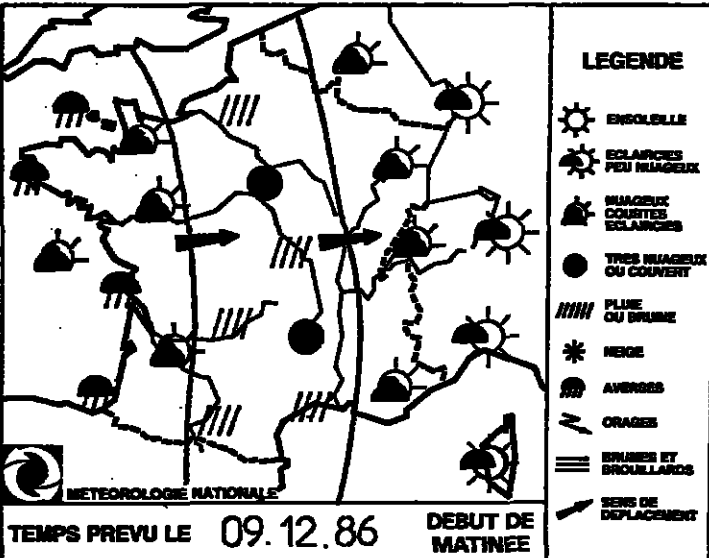 LEGENDE
ENSOLEILLE
ECLAIRCIES
PEU NUAGEUX
NUAGEUX
COURTES
ECLAIRCIES
TRES NUAGEUX
OU COUVERT
PLUIE
OU BRUINE
NEIGE
AVERSES
ORAGES
BRUMES ET
BROUILLARDS
SENS DE
DEPLACEMENT
METEOROLOGIE NATIONALE
TEMPS PREVU LE 09.12.86 DEBUT DE
MATINEE